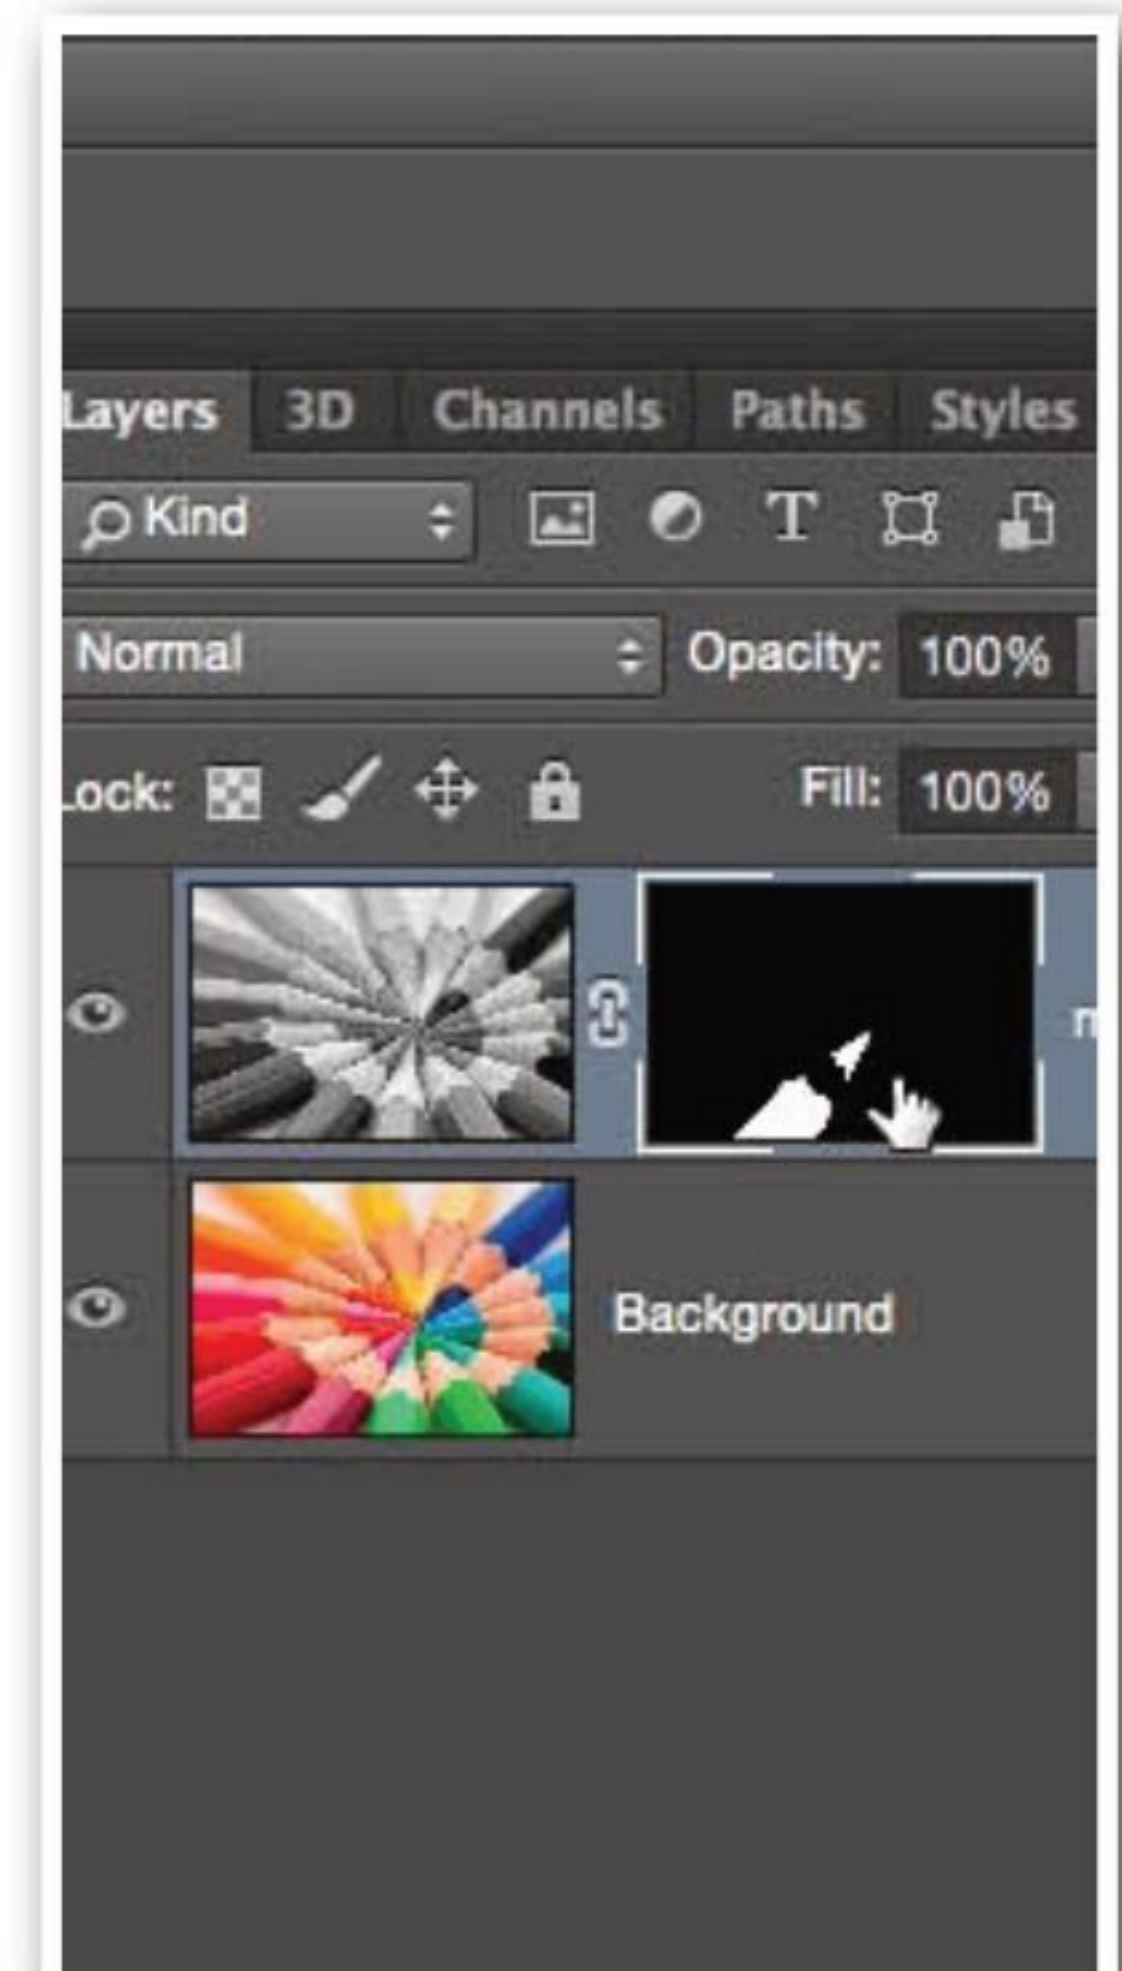 Layers 3D Channels Paths Styles
Kind T
Normal Opacity: 100%
Lock: Fill: 100%
n
Background